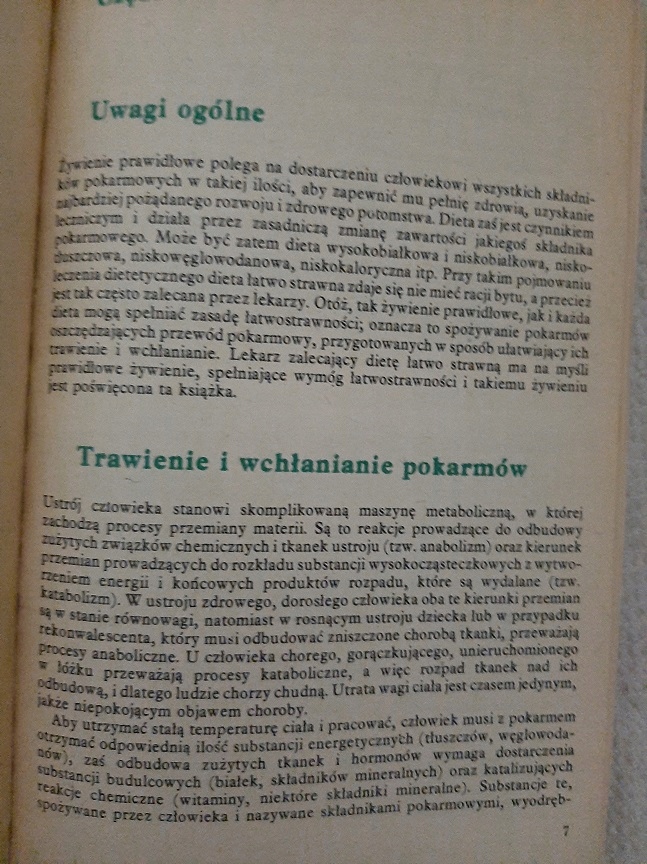 Uwagi ogólne
Żywienie prawidłowe polega na dostarczeniu człowiekowi wszystkich składni-
ków pokarmowych w takiej ilości, aby zapewnić mu pełnię zdrowia, uzyskanie
najbardziej pożądanego rozwoju i zdrowego potomstwa. Dieta zaś jest czynnikiem
leczniczym i działa przez zasadniczą zmianę zawartości jakiegoś składnika
pokarmowego. Może być zatem dieta wysokobiałkowa i niskobiałkowa, nisko-
tłuszczowa, niskowęglowodanowa, niskokaloryczna itp. Przy takim pojmowaniu
leczenia dietetycznego dieta łatwo strawna zdaje się nie mieć racji bytu, a przecież
jest tak często zalecana przez lekarzy. Otóż, tak żywienie prawidłowe, jak i każda
dieta mogą spełniać zasadę łatwostrawności; oznacza to spożywanie pokarmów
oszczędzających przewód pokarmowy, przygotowanych w sposób ułatwiający ich
trawienie i wchłanianie. Lekarz zalecający dietę łatwo strawną ma na myśli
prawidłowe żywienie, spełniające wymóg łatwostrawności i takiemu żywieniu
jest poświęcona ta książka.
Trawienie i wchłanianie pokarmów
Ustrój człowieka stanowi skomplikowaną maszynę metaboliczną, w której
zachodzą procesy przemiany materii. Są to reakcje prowadzące do odbudowy
zużytych związków chemicznych i tkanek ustroju (tzw. anabolizm) oraz kierunek
przemian prowadzących do rozkładu substancji wysokocząsteczkowych z wytwo-
rzeniem energii i końcowych produktów rozpadu, które są wydalane (tzw.
katabolizm). W ustroju zdrowego, dorosłego człowieka oba te kierunki przemian
są w stanie równowagi, natomiast w rosnącym ustroju dziecka lub w przypadku
rekonwalescenta, który musi odbudować zniszczone chorobą tkanki, przeważają
procesy anaboliczne. U człowieka chorego, gorączkującego, unieruchomionego
w łóżku przeważają procesy kataboliczne, a więc rozpad tkanek nad ich
odbudową, i dlatego ludzie chorzy chudną. Utrata wagi ciała jest czasem jedynym,
jakże niepokojącym objawem choroby.
Aby utrzymać stałą temperaturę ciała i pracować, człowiek musi z pokarmem
otrzymać odpowiednią ilość substancji energetycznych (tłuszczów, węglowoda-
nów), zaś odbudowa zużytych tkanek i hormonów wymaga dostarczenia
substancji budulcowych (białek, składników mineralnych) oraz katalizujących
reakcje chemiczne (witaminy, niektóre składniki mineralne). Substancje te,
spożywane przez człowieka i nazywane składnikami pokarmowymi, wyodręb-
7